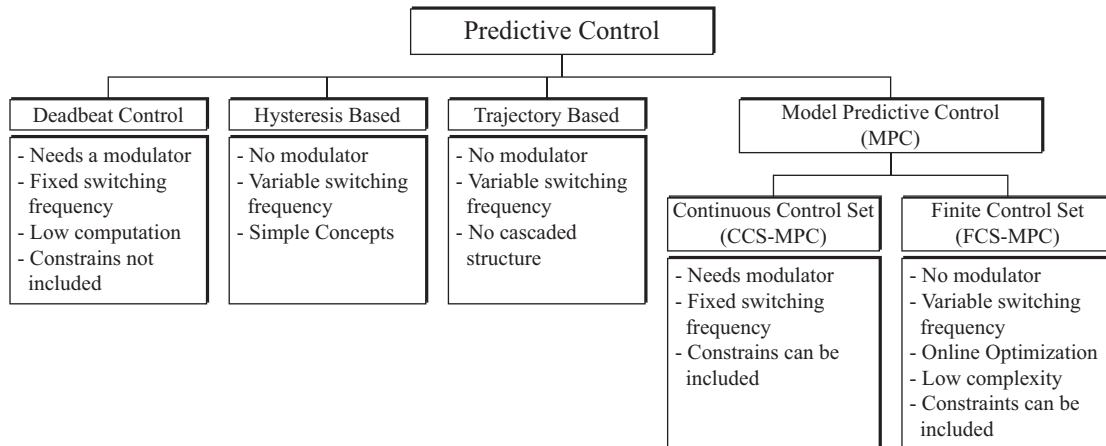 Predictive Control
Deadbeat Control
- Needs a modulator
- Fixed switching
frequency
- Low computation
- Constrains not
included
Hysteresis Based
- No modulator
- Variable switching
frequency
- Simple Concepts
Trajectory Based
- No modulator
- Variable switching
frequency
- No cascaded
structure
Model Predictive Control
(MPC)
Continuous Control Set
(CCS-MPC)
- Needs modulator
- Fixed switching
frequency
- Constrains can be
included
Finite Control Set
(FCS-MPC)
- No modulator
- Variable switching
frequency
- Online Optimization
- Low complexity
- Constraints can be
included